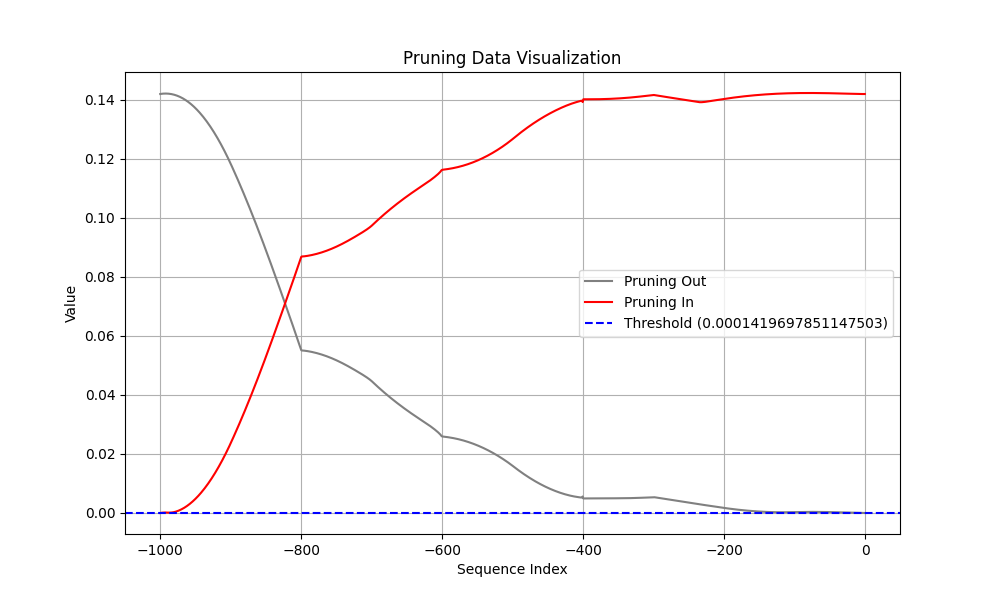 Pruning Data Visualization
Value
0.14
0.12
0.10
0.08
0.06
0.04
0.02
0.00
Pruning Out
Pruning In
Threshold (0.0001419697851147503)
−1000
−800
−600
−400
−200
0
Sequence Index